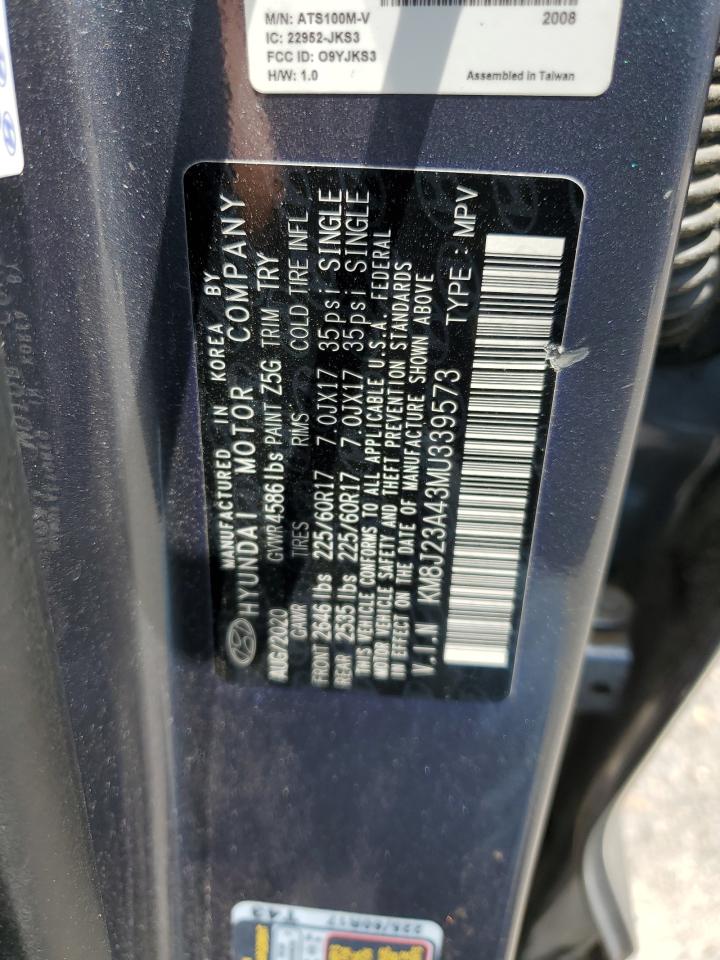 M/N: ATS100M-V
2008
IC: 22952-JKS3
FCC ID: O9YJKS3
H/W: 1.0
Assembled in Taiwan
MANUFACTURED IN KOREA BY
HYUNDAI MOTOR COMPANY
AUG/2020 GVWR 4586 lbs PAINT Z5G TRIM TRY
GAWR TIRES RIMS COLD TIRE INFL
FRONT 2646 lbs 225/60R17 7.0JX17 35psi SINGLE
REAR 2535 lbs 225/60R17 7.0JX17 35psi SINGLE
THIS VEHICLE CONFORMS TO ALL APPLICABLE U.S.A. FEDERAL
MOTOR VEHICLE SAFETY AND THEFT PREVENTION STANDARDS
IN EFFECT ON THE DATE OF MANUFACTURE SHOWN ABOVE
V.I.N KM8J23A43MU339573 TYPE : MPV
225/60R17
T43